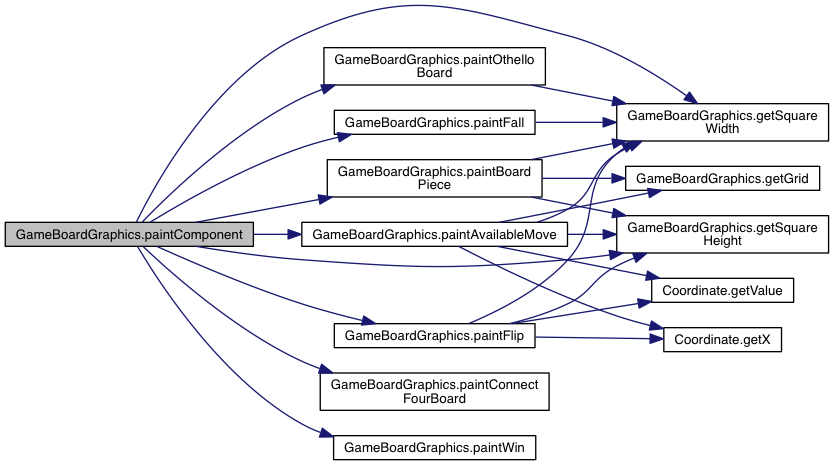 GameBoardGraphics.paintComponent
GameBoardGraphics.paintOthello
Board
GameBoardGraphics.paintFall
GameBoardGraphics.paintBoard
Piece
GameBoardGraphics.paintAvailableMove
GameBoardGraphics.paintFlip
GameBoardGraphics.paintConnect
FourBoard
GameBoardGraphics.paintWin
GameBoardGraphics.getSquare
Width
GameBoardGraphics.getGrid
GameBoardGraphics.getSquare
Height
Coordinate.getValue
Coordinate.getX